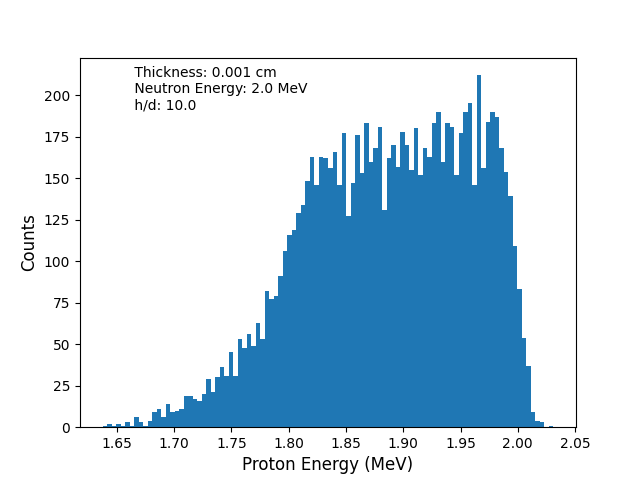 Thickness: 0.001 cm
Neutron Energy: 2.0 MeV
h/d: 10.0
Counts
200
175
150
125
100
75
50
25
0
1.65 1.70 1.75 1.80 1.85 1.90 1.95 2.00 2.05
Proton Energy (MeV)